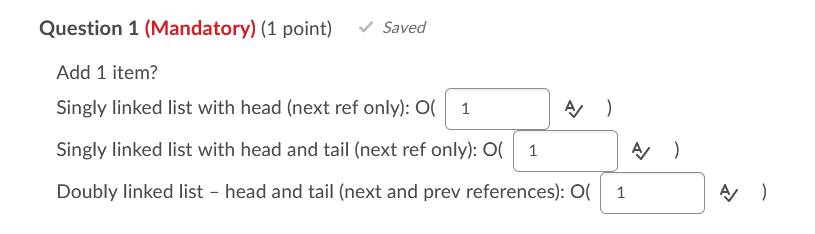 Question 1 (Mandatory) (1 point) Saved
Add 1 item?
Singly linked list with head (next ref only): O( 1 )
Singly linked list with head and tail (next ref only): O( 1 )
Doubly linked list – head and tail (next and prev references): O( 1 )